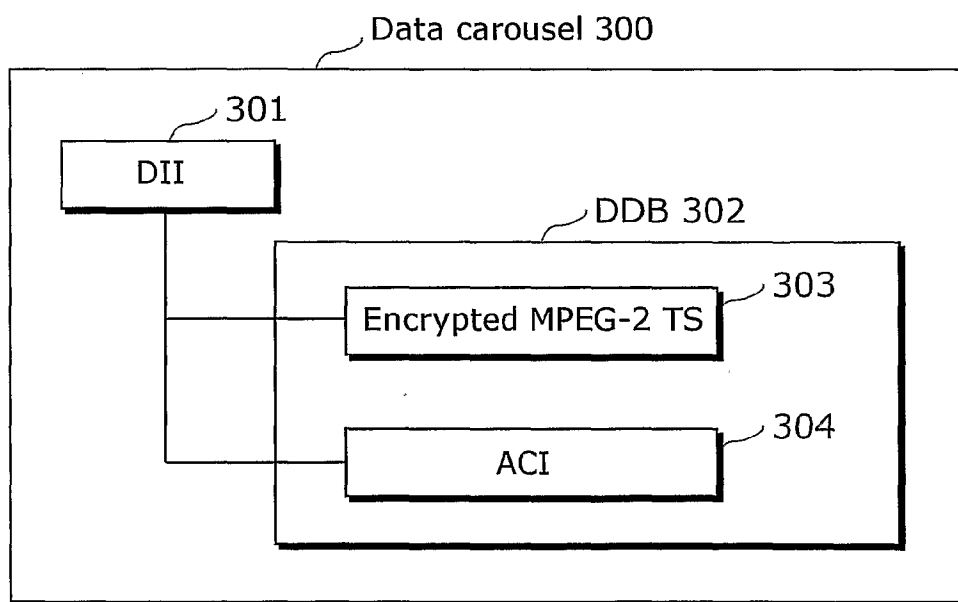 Data carousel 300
301
DII
DDB 302
303
Encrypted MPEG-2 TS
304
ACI